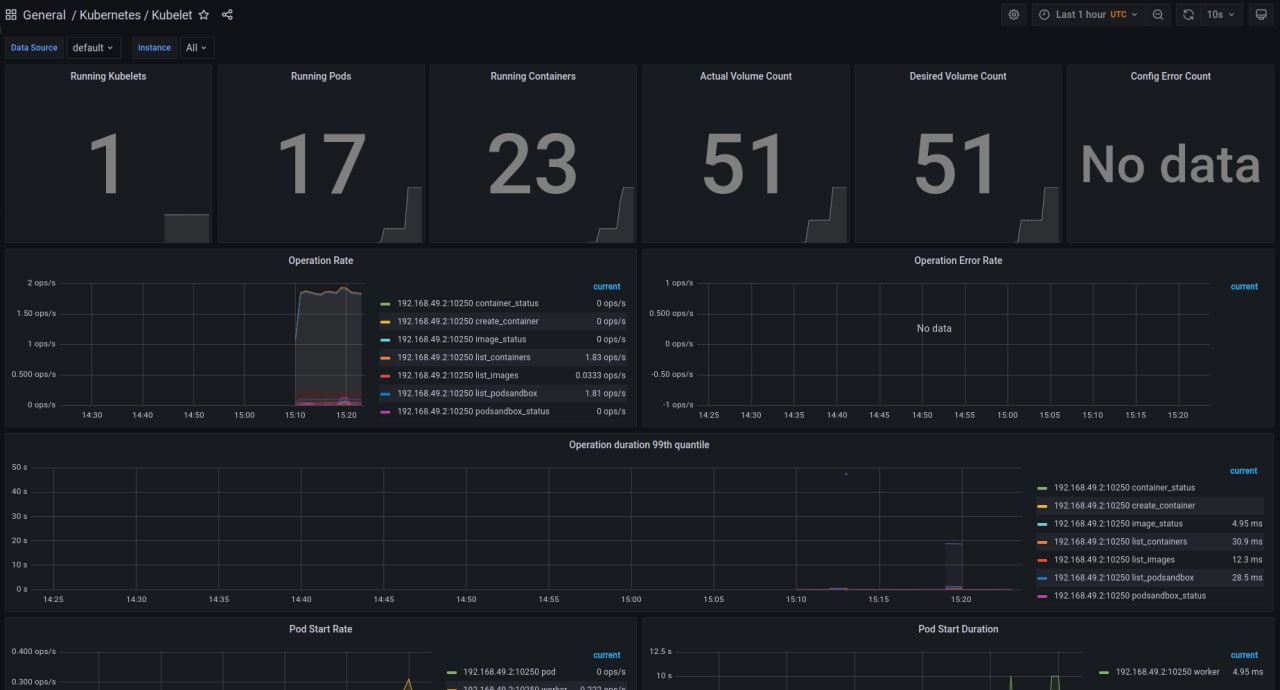 General / Kubernetes / Kubelet
Last 1 hour UTC
10s
Data Source default instance All
Running Kubelets
1
Running Pods
17
Running Containers
23
Actual Volume Count
51
Desired Volume Count
51
Config Error Count
No data
Operation Rate
2 ops/s
1.50 ops/s
1 ops/s
0.500 ops/s
0 ops/s
14:30 14:40 14:50 15:00 15:10 15:20
current
192.168.49.2:10250 container_status 0 ops/s
192.168.49.2:10250 create_container 0 ops/s
192.168.49.2:10250 image_status 0 ops/s
192.168.49.2:10250 list_containers 1.83 ops/s
192.168.49.2:10250 list_images 0.0333 ops/s
192.168.49.2:10250 list_podsandbox 1.81 ops/s
192.168.49.2:10250 podsandbox_status 0 ops/s
Operation Error Rate
1 ops/s
0.500 ops/s
0 ops/s
-0.50 ops/s
-1 ops/s
No data
14:25 14:30 14:35 14:40 14:45 14:50 14:55 15:00 15:05 15:10 15:15 15:20
current
Operation duration 99th quantile
50 s
40 s
30 s
20 s
10 s
0 s
14:25 14:30 14:35 14:40 14:45 14:50 14:55 15:00 15:05 15:10 15:15 15:20
current
192.168.49.2:10250 container_status
192.168.49.2:10250 create_container
192.168.49.2:10250 image_status 4.95 ms
192.168.49.2:10250 list_containers 30.9 ms
192.168.49.2:10250 list_images 12.3 ms
192.168.49.2:10250 list_podsandbox 28.5 ms
192.168.49.2:10250 podsandbox_status
Pod Start Rate
0.400 ops/s
0.300 ops/s
current
192.168.49.2:10250 pod 0 ops/s
192.168.49.2:10250 worker 0.222 ops/s
Pod Start Duration
12.5 s
10 s
current
192.168.49.2:10250 worker 4.95 ms